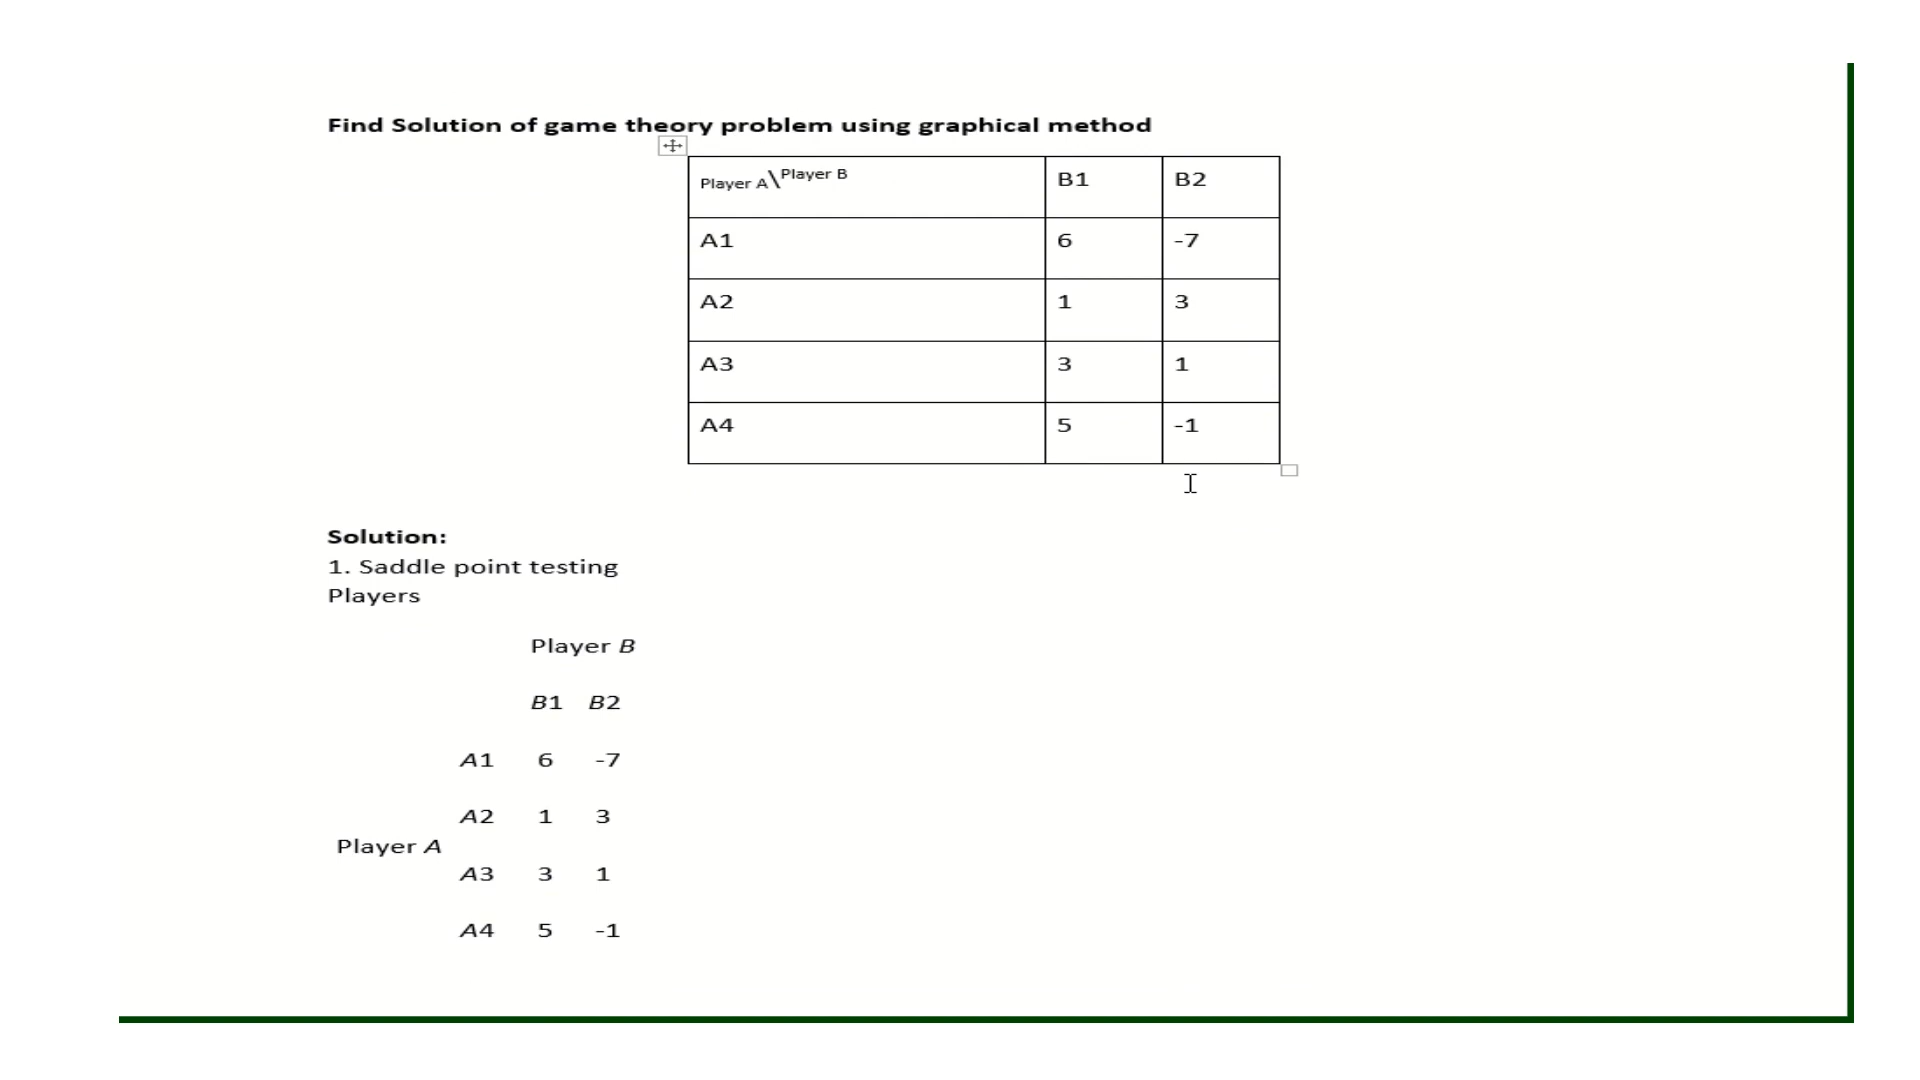 Find Solution of game theory problem using graphical method
Player A\Player B B1 B2
A1 6 -7
A2 1 3
A3 3 1
A4 5 -1
Solution:
1. Saddle point testing
Players
Player B
B1 B2
A1 6 -7
A2 1 3
Player A
A3 3 1
A4 5 -1